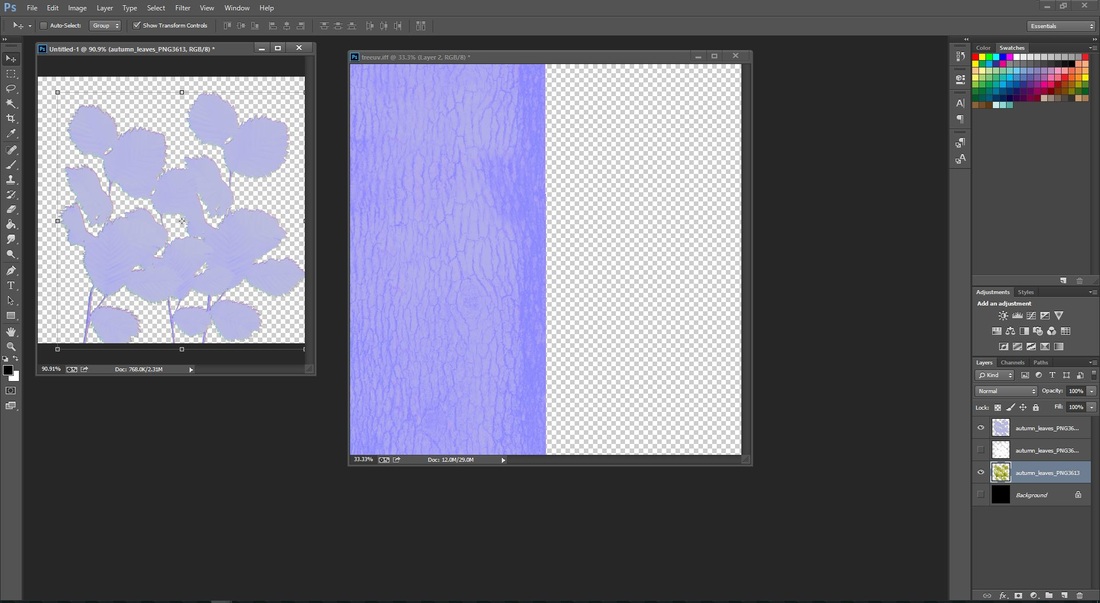 Ps File Edit Image Layer Type Select Filter View Window Help
Auto-Select: Group Show Transform Controls Essentials
Untitled-1 @ 90.9% (autumn_leaves_PNG3613, RGB/8) *
@ 33.3% (Layer 2, RGB/8) *
Color Swatches
Adjustments Styles
Add an adjustment
Layers Channels Paths
Kind
Normal Opacity: 100%
Lock: Fill: 100%
autumn_leaves_PNG36...
autumn_leaves_PNG36...
autumn_leaves_PNG3613
Background
90.91% Doc: 768.0K/2.31M
33.33% Doc: 12.0M/29.0M